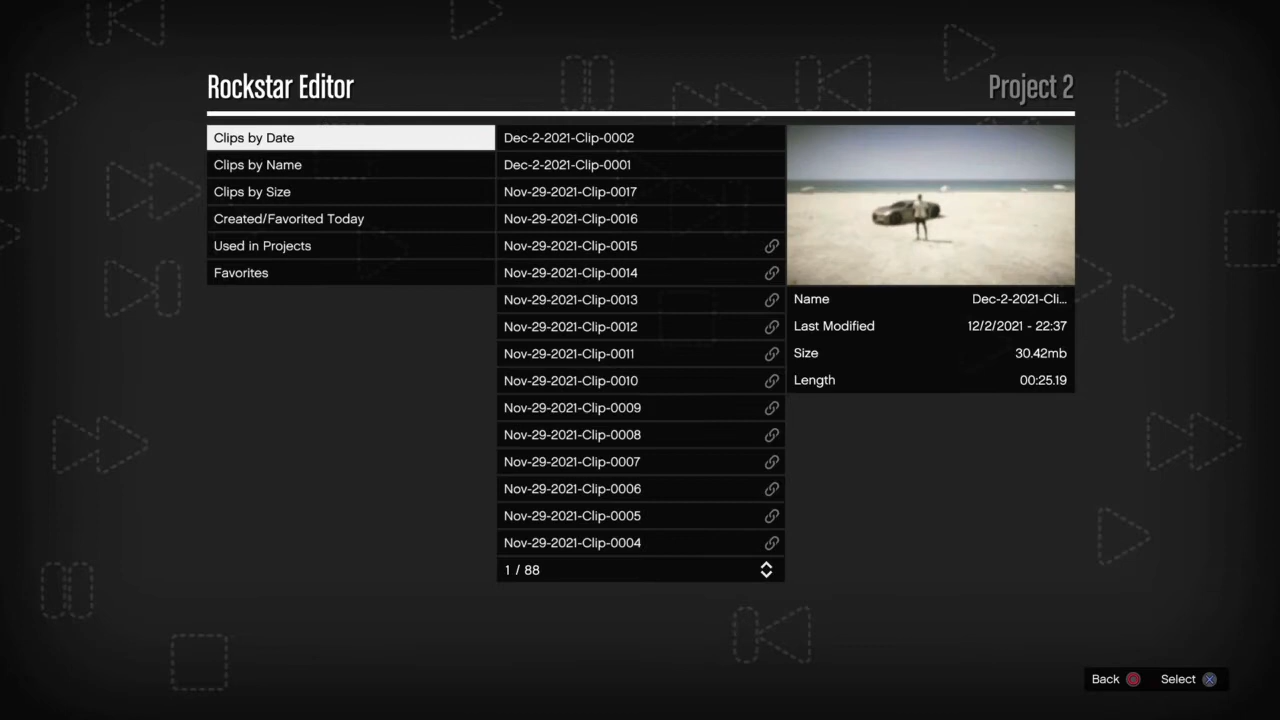 Rockstar Editor
Project 2
Clips by Date
Clips by Name
Clips by Size
Created/Favorited Today
Used in Projects
Favorites
Dec-2-2021-Clip-0002
Dec-2-2021-Clip-0001
Nov-29-2021-Clip-0017
Nov-29-2021-Clip-0016
Nov-29-2021-Clip-0015
Nov-29-2021-Clip-0014
Nov-29-2021-Clip-0013
Nov-29-2021-Clip-0012
Nov-29-2021-Clip-0011
Nov-29-2021-Clip-0010
Nov-29-2021-Clip-0009
Nov-29-2021-Clip-0008
Nov-29-2021-Clip-0007
Nov-29-2021-Clip-0006
Nov-29-2021-Clip-0005
Nov-29-2021-Clip-0004
1 / 88
Name Dec-2-2021-Cli...
Last Modified 12/2/2021 - 22:37
Size 30.42mb
Length 00:25.19
Back Select